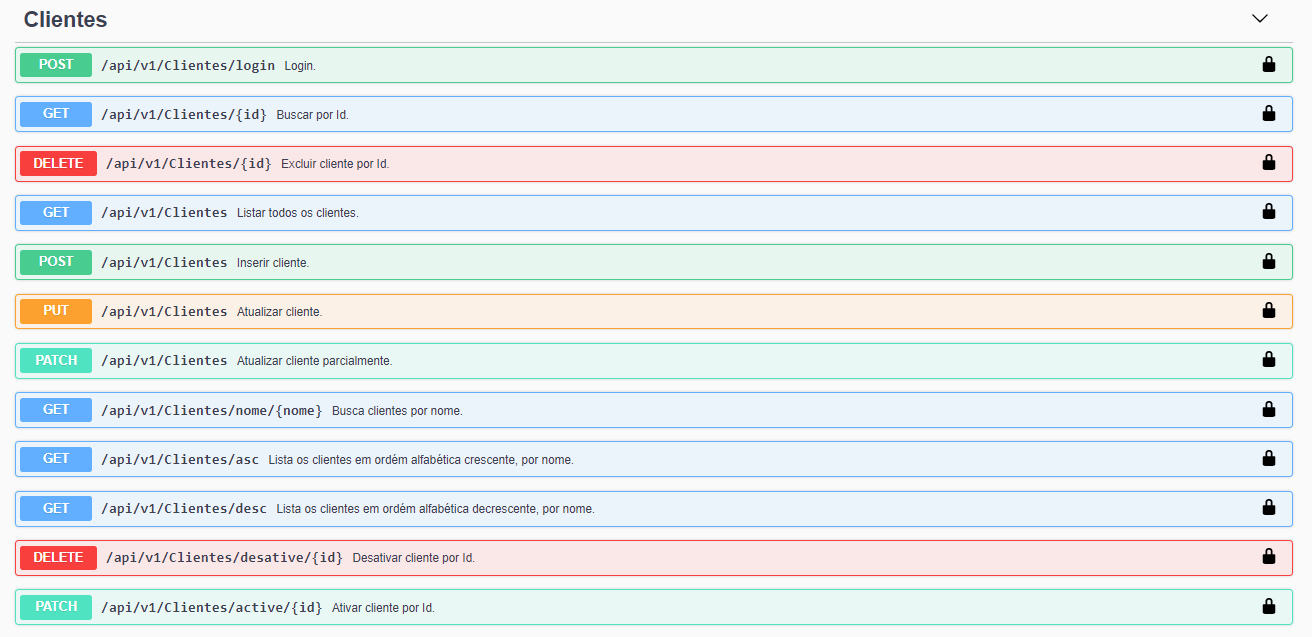 Clientes
POST /api/v1/Clientes/login Login.
GET /api/v1/Clientes/{id} Buscar por Id.
DELETE /api/v1/Clientes/{id} Excluir cliente por Id.
GET /api/v1/Clientes Listar todos os clientes.
POST /api/v1/Clientes Inserir cliente.
PUT /api/v1/Clientes Atualizar cliente.
PATCH /api/v1/Clientes Atualizar cliente parcialmente.
GET /api/v1/Clientes/nome/{nome} Busca clientes por nome.
GET /api/v1/Clientes/asc Lista os clientes em ordém alfabética crescente, por nome.
GET /api/v1/Clientes/desc Lista os clientes em ordém alfabética decrescente, por nome.
DELETE /api/v1/Clientes/desative/{id} Desativar cliente por Id.
PATCH /api/v1/Clientes/active/{id} Ativar cliente por Id.